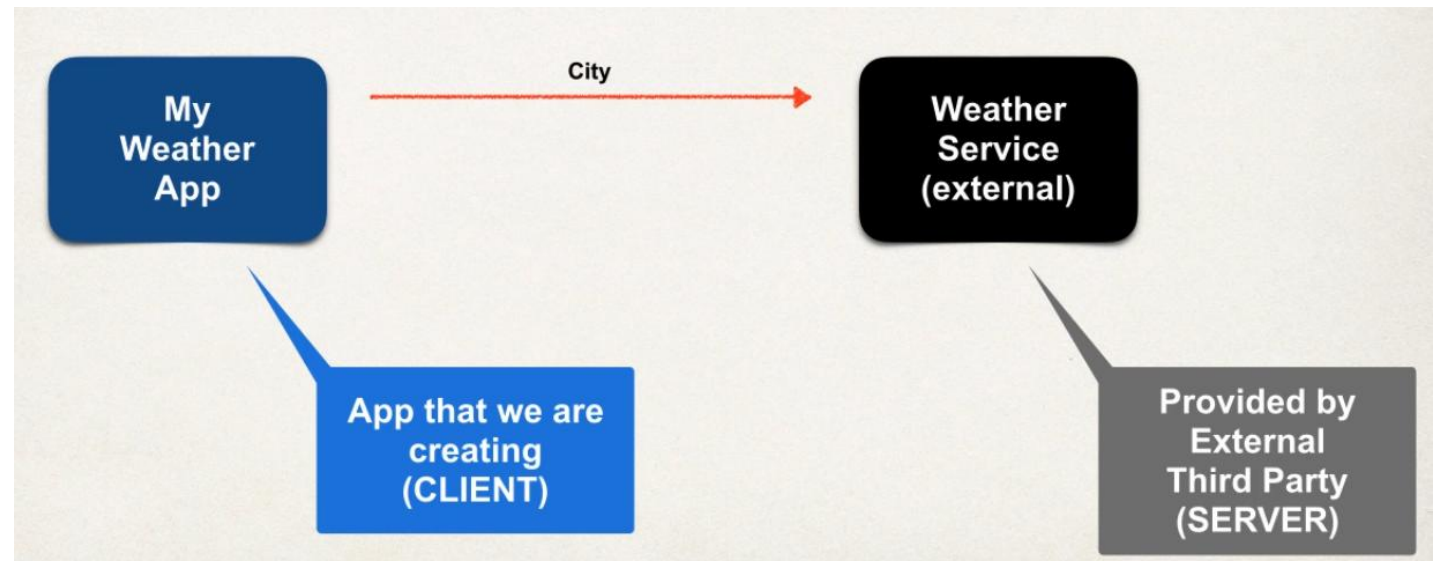 My
Weather
App
City
Weather
Service
(external)
App that we are
creating
(CLIENT)
Provided by
External
Third Party
(SERVER)